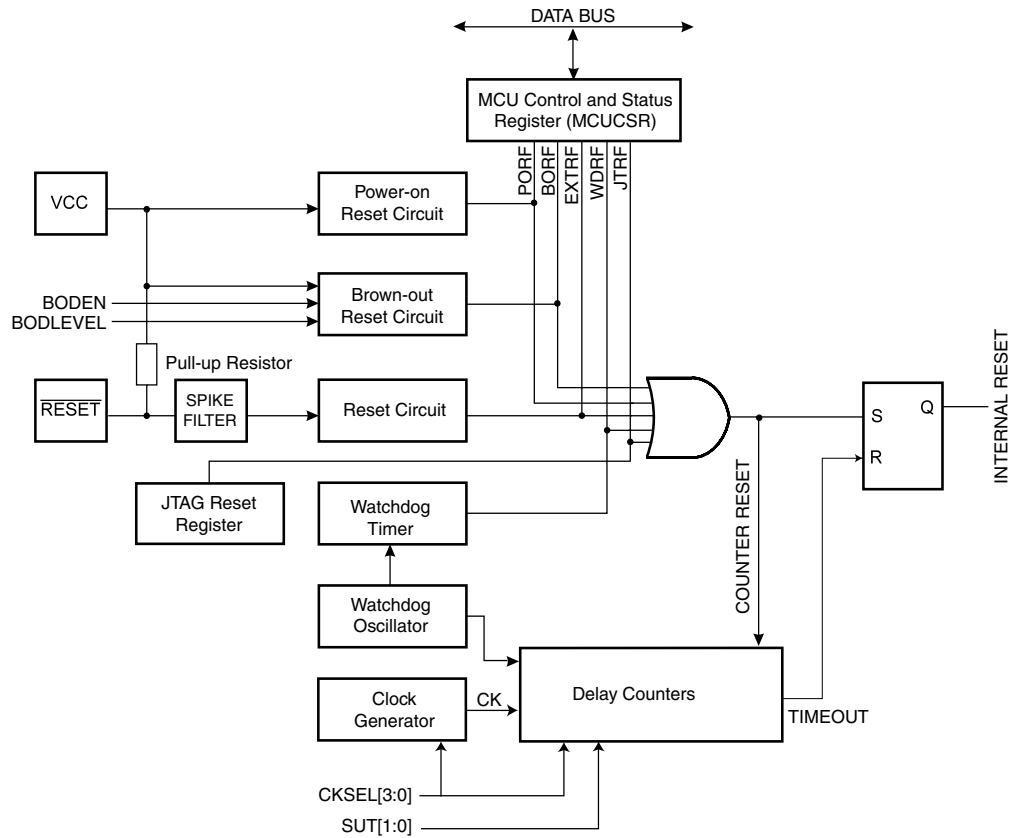 DATA BUS
MCU Control and Status
Register (MCUCSR)
PORF
BORF
EXTRF
WDRF
JTRF
VCC
Power-on
Reset Circuit
BODEN
BODLEVEL
Brown-out
Reset Circuit
Pull-up Resistor
RESET
SPIKE
FILTER
Reset Circuit
S
Q
R
INTERNAL RESET
JTAG Reset
Register
Watchdog
Timer
COUNTER RESET
Watchdog
Oscillator
Clock
Generator
CK
Delay Counters
TIMEOUT
CKSEL[3:0]
SUT[1:0]